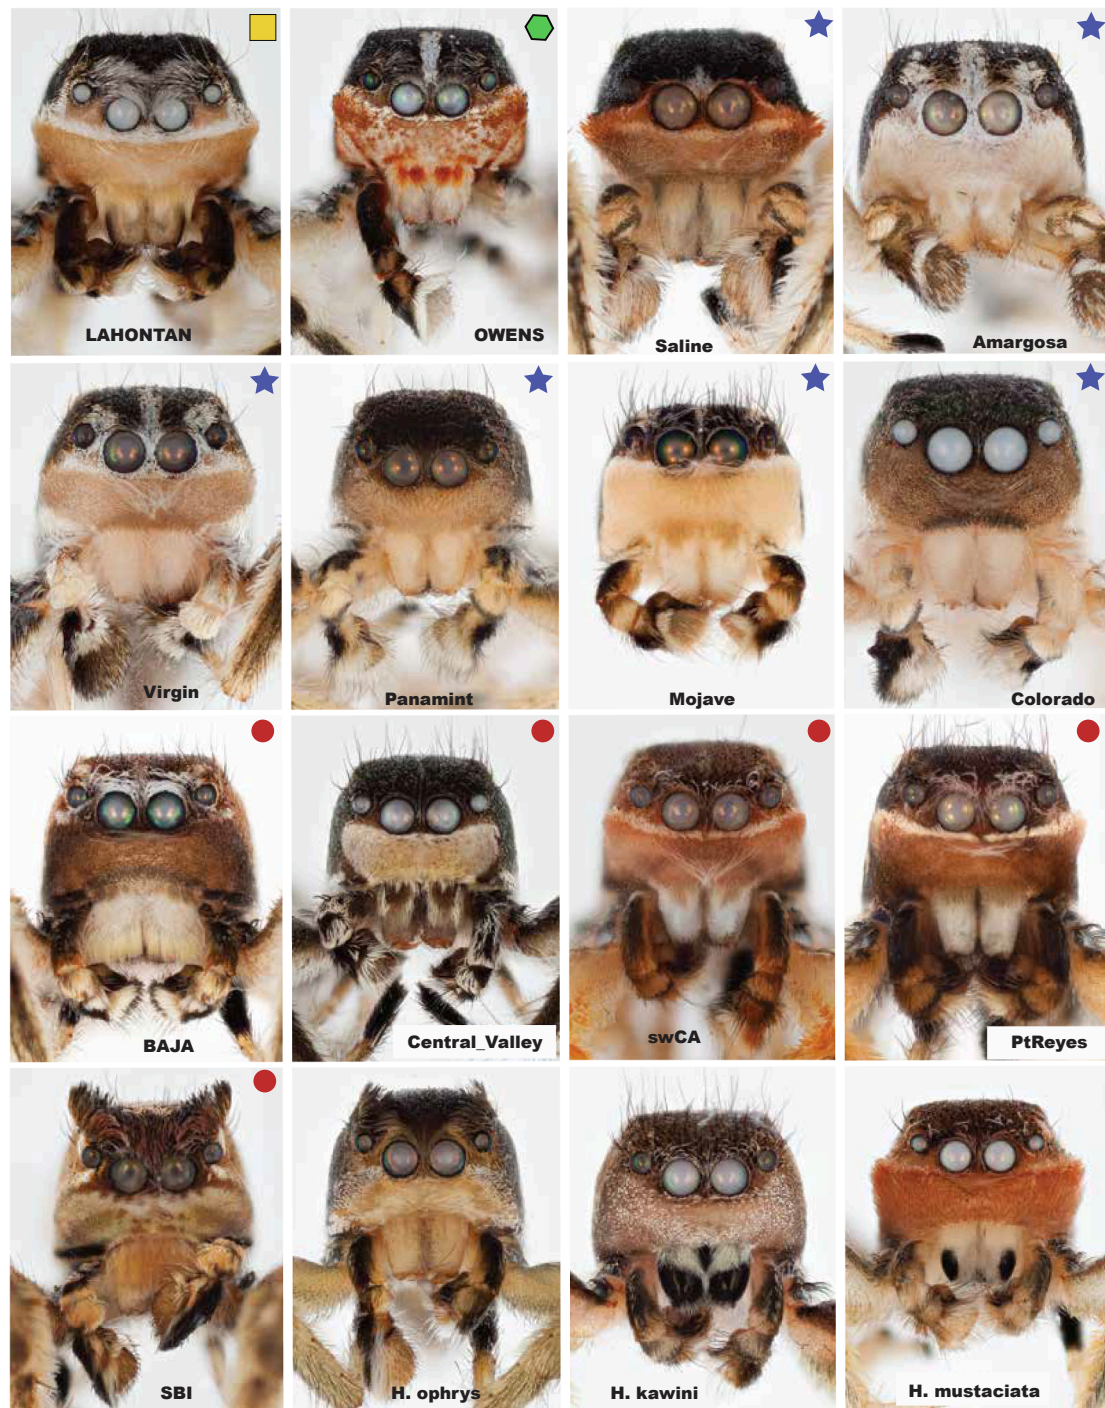 LAHONTAN
OWENS
Saline
Amargosa
Virgin
Panamint
Mojave
Colorado
BAJA
Central_Valley
swCA
PtReyes
SBI
H. ophrys
H. kawini
H. mustaciata